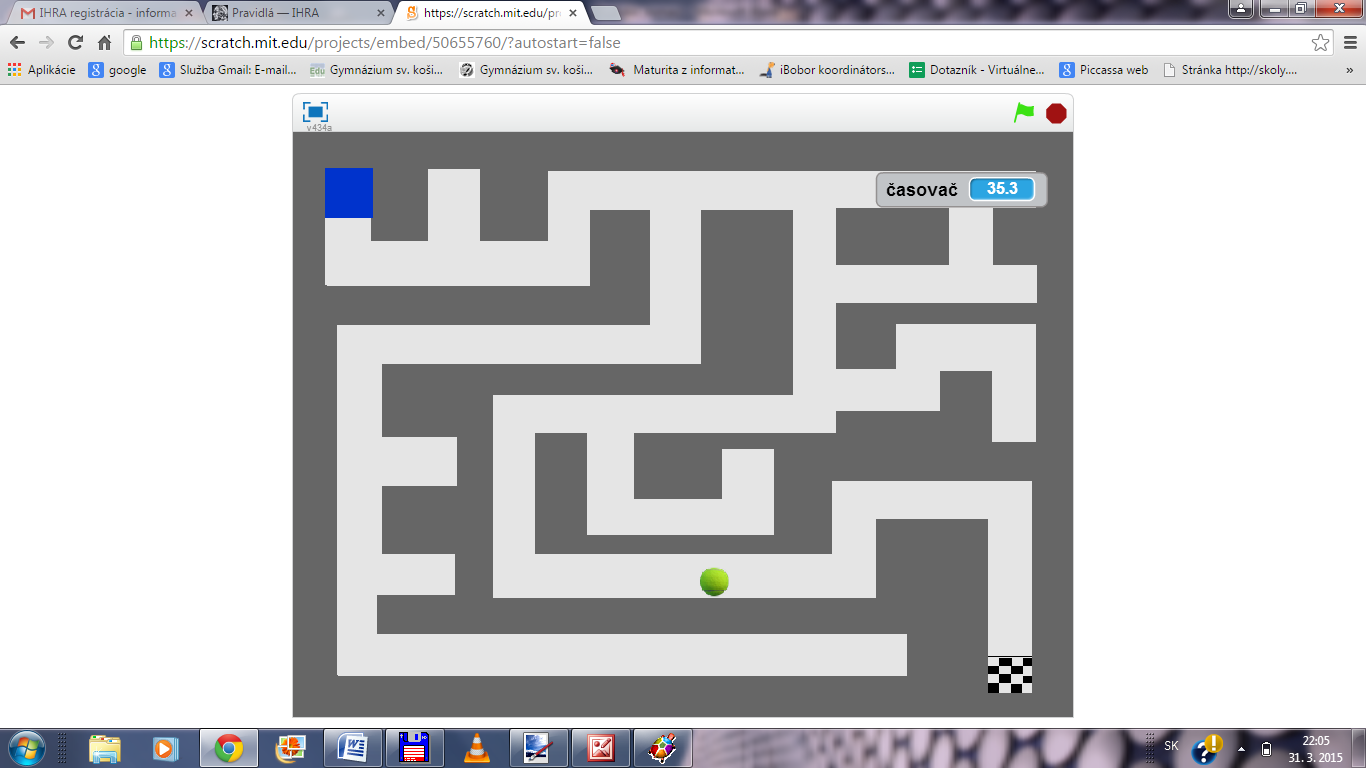 IHRA registrácia - informa
Pravidlá — IHRA
https://scratch.mit.edu/pr
https://scratch.mit.edu/projects/embed/50655760/?autostart=false
Aplikácie
google
Služba Gmail: E-mail...
Gymnázium sv. koši...
Gymnázium sv. koši...
Maturita z informat...
iBobor koordinátors...
Dotazník - Virtuálne...
Piccassa web
Stránka http://skoly....
»
v434a
časovač 35.3
SK
22:05
31. 3. 2015